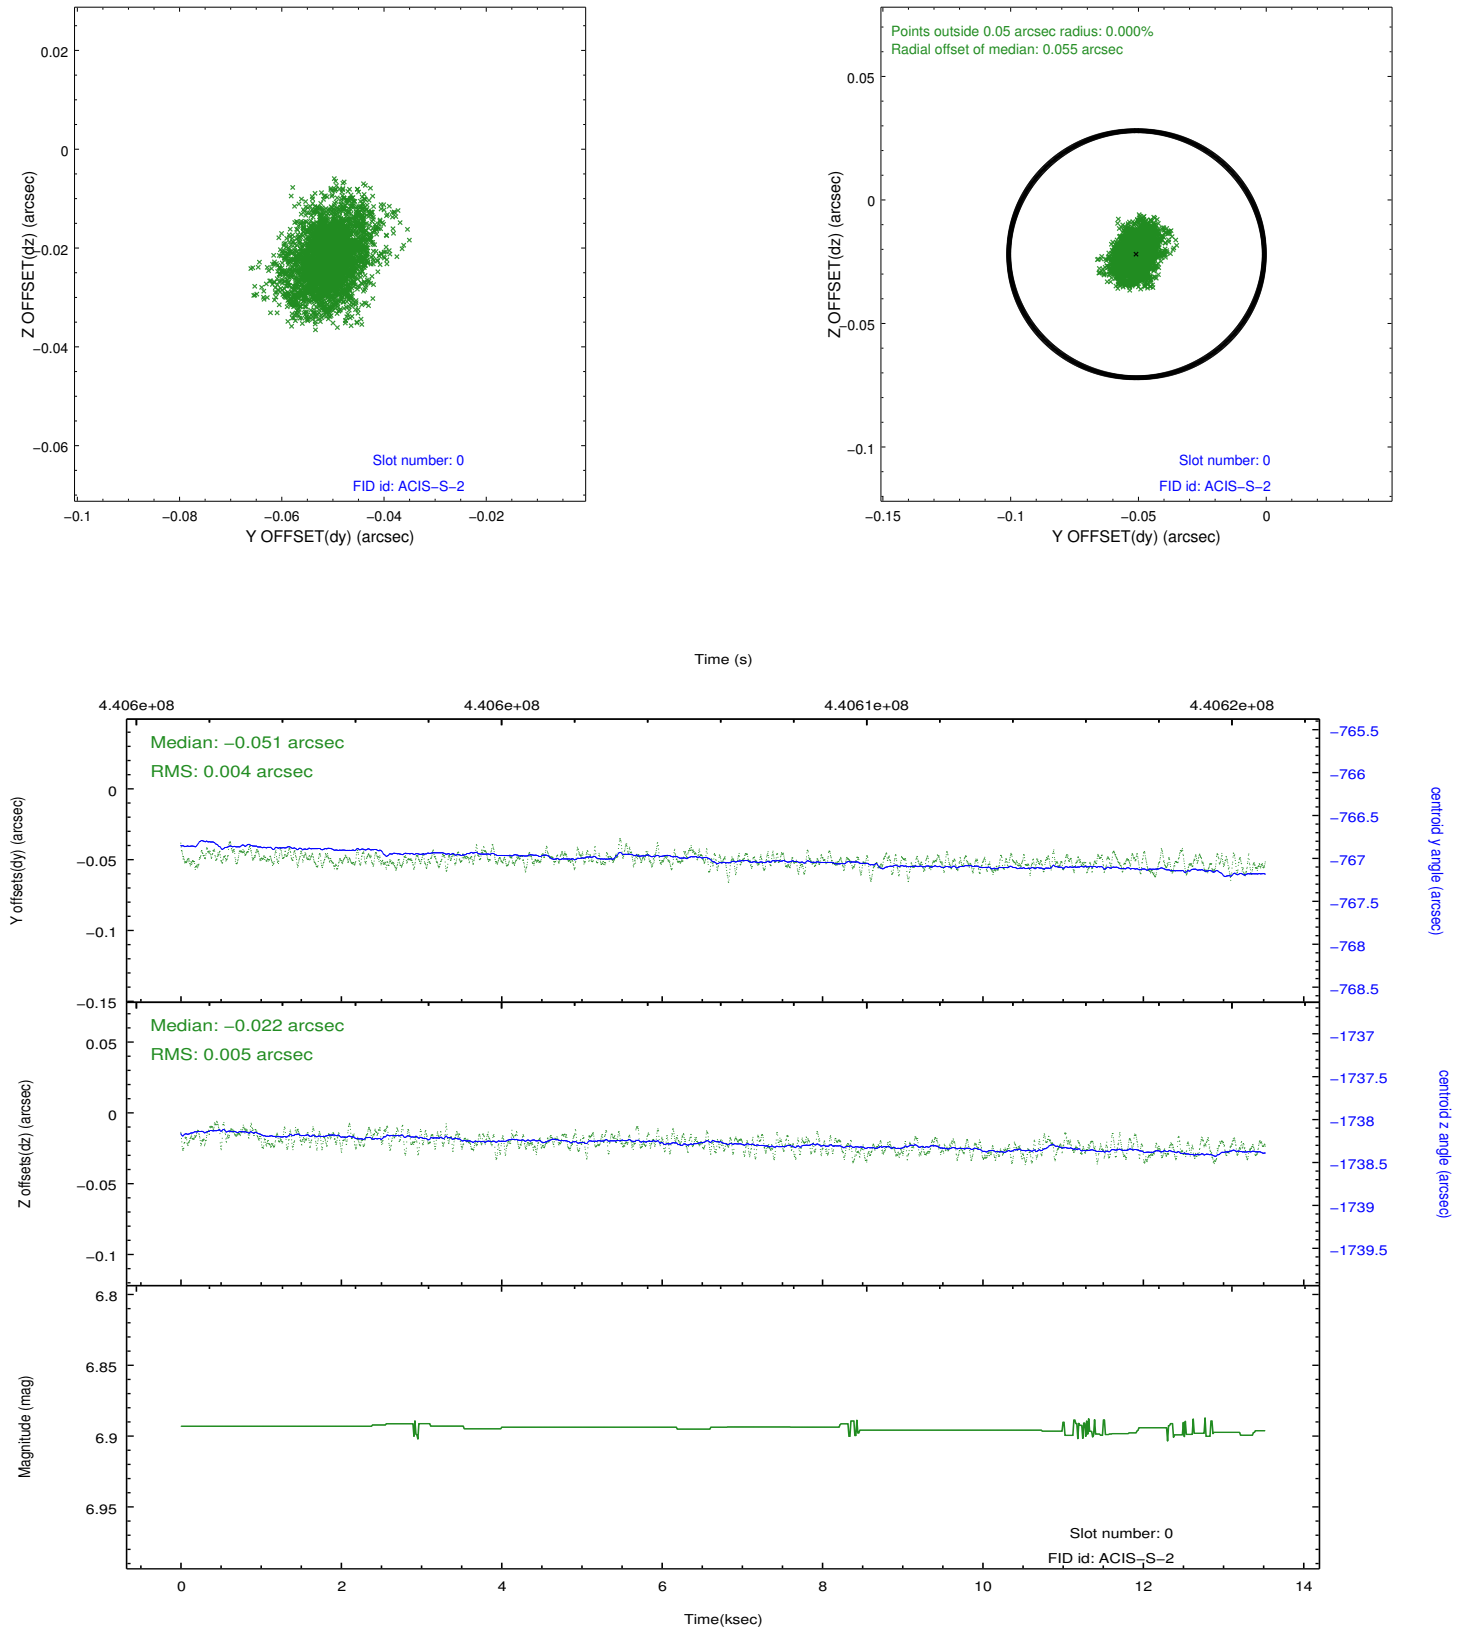 0.02
0
−0.02
−0.04
−0.06
Z OFFSET(dz) (arcsec)
Slot number: 0
FID id: ACIS−S−2
−0.1
−0.08
−0.06
−0.04
−0.02
Y OFFSET(dy) (arcsec)
Points outside 0.05 arcsec radius: 0.000%
Radial offset of median: 0.055 arcsec
0.05
0
−0.05
−0.1
Z OFFSET(dz) (arcsec)
Slot number: 0
FID id: ACIS−S−2
−0.15
−0.1
−0.05
0
Y OFFSET(dy) (arcsec)
Time (s)
4.406e+08
4.406e+08
4.4061e+08
4.4062e+08
Median: −0.051 arcsec
RMS: 0.004 arcsec
0
−0.05
−0.1
−0.15
Y offsets(dy) (arcsec)
−765.5
−766
−766.5
−767
−767.5
−768
−768.5
centroid y angle (arcsec)
Median: −0.022 arcsec
RMS: 0.005 arcsec
0.05
0
−0.05
−0.1
Z offsets(dz) (arcsec)
−1737
−1737.5
−1738
−1738.5
−1739
−1739.5
centroid z angle (arcsec)
6.8
6.85
6.9
6.95
Magnitude (mag)
Slot number: 0
FID id: ACIS−S−2
0
2
4
6
8
10
12
14
Time(ksec)